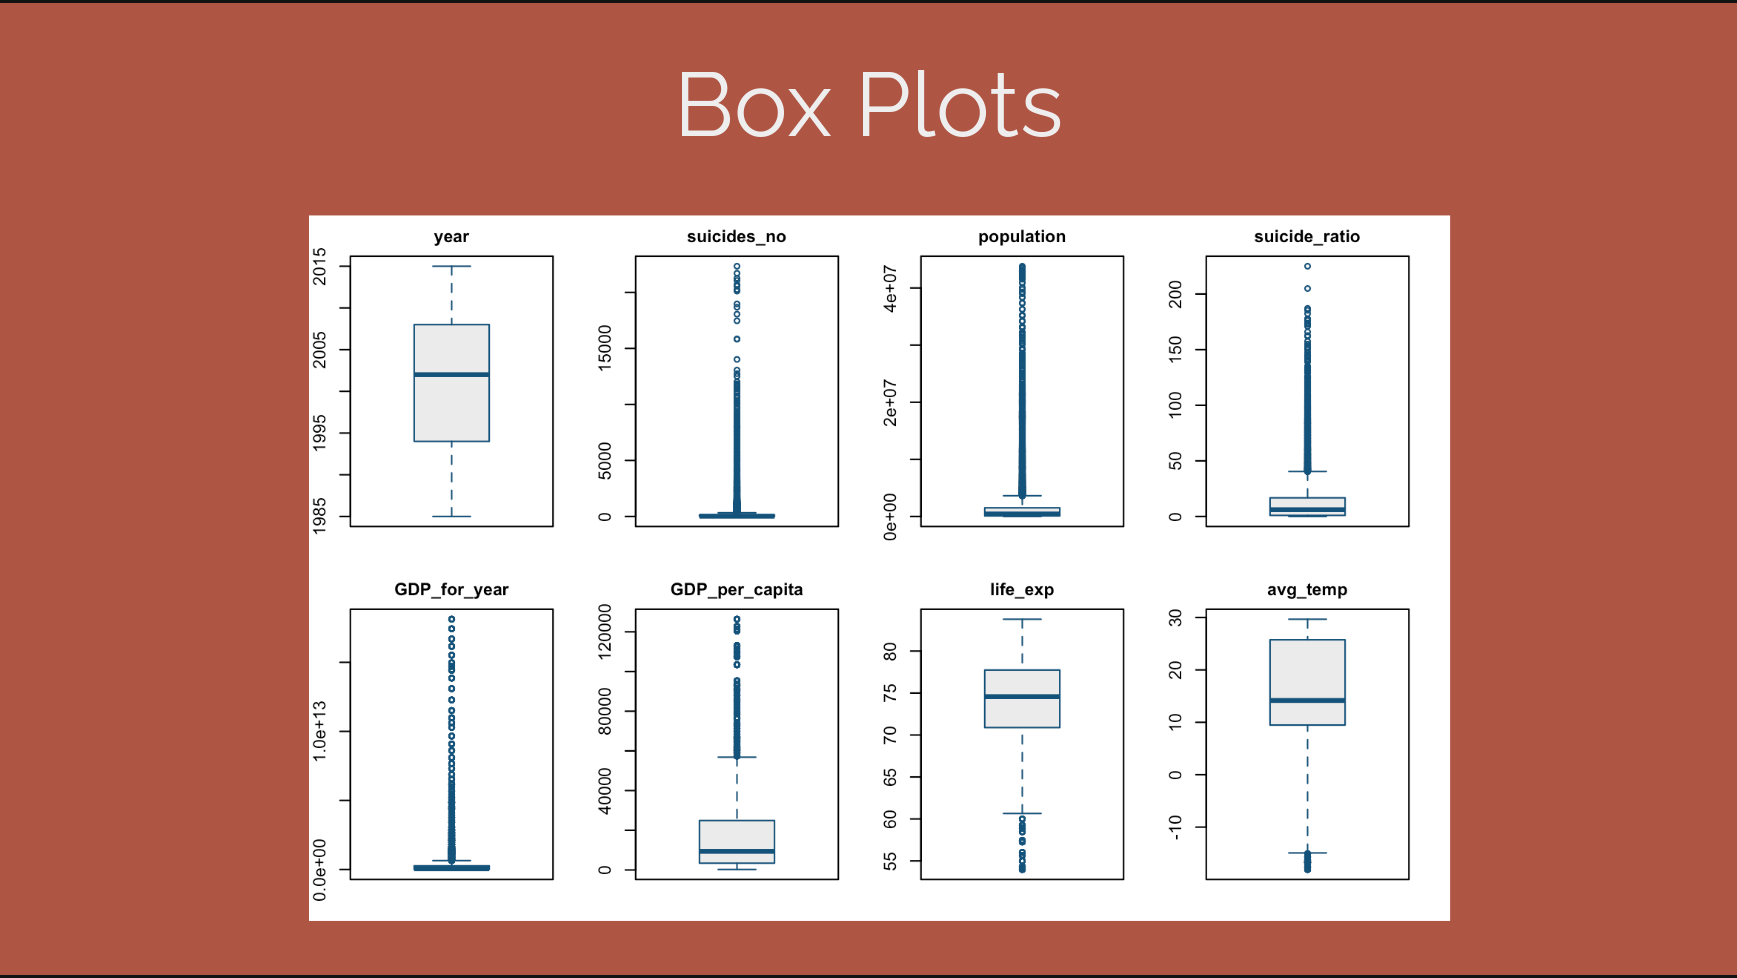 Box Plots
year
suicides_no
population
suicide_ratio
1985 1995 2005 2015
0 5000 15000
0e+00 2e+07 4e+07
0 50 100 150 200
GDP_for_year
GDP_per_capita
life_exp
avg_temp
0.0e+00 1.0e+13
0 40000 80000 120000
55 60 65 70 75 80
-10 0 10 20 30